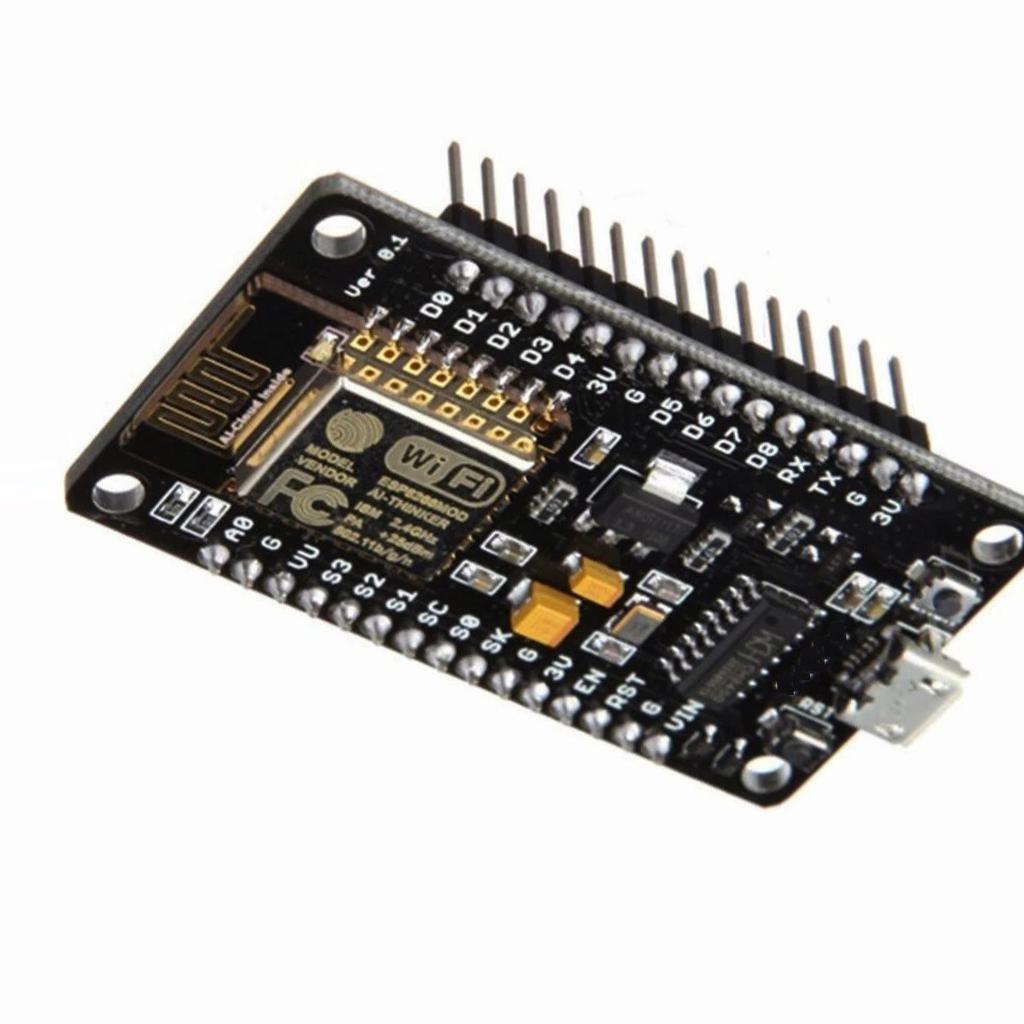 Ver 0.1
D0
D1
D2
D3
D4
3V
G
D5
D6
D7
D8
RX
TX
G
3V
AI-Cloud Inside
MODEL
VENDOR
WiFi
ESP8266MOD
AI-THINKER
FC
ISM 2.4GHz
PA +25dBm
802.11b/g/n
A0
G
VU
S3
S2
S1
SC
S0
SK
G
3V
EN
RST
G
VIN
RST